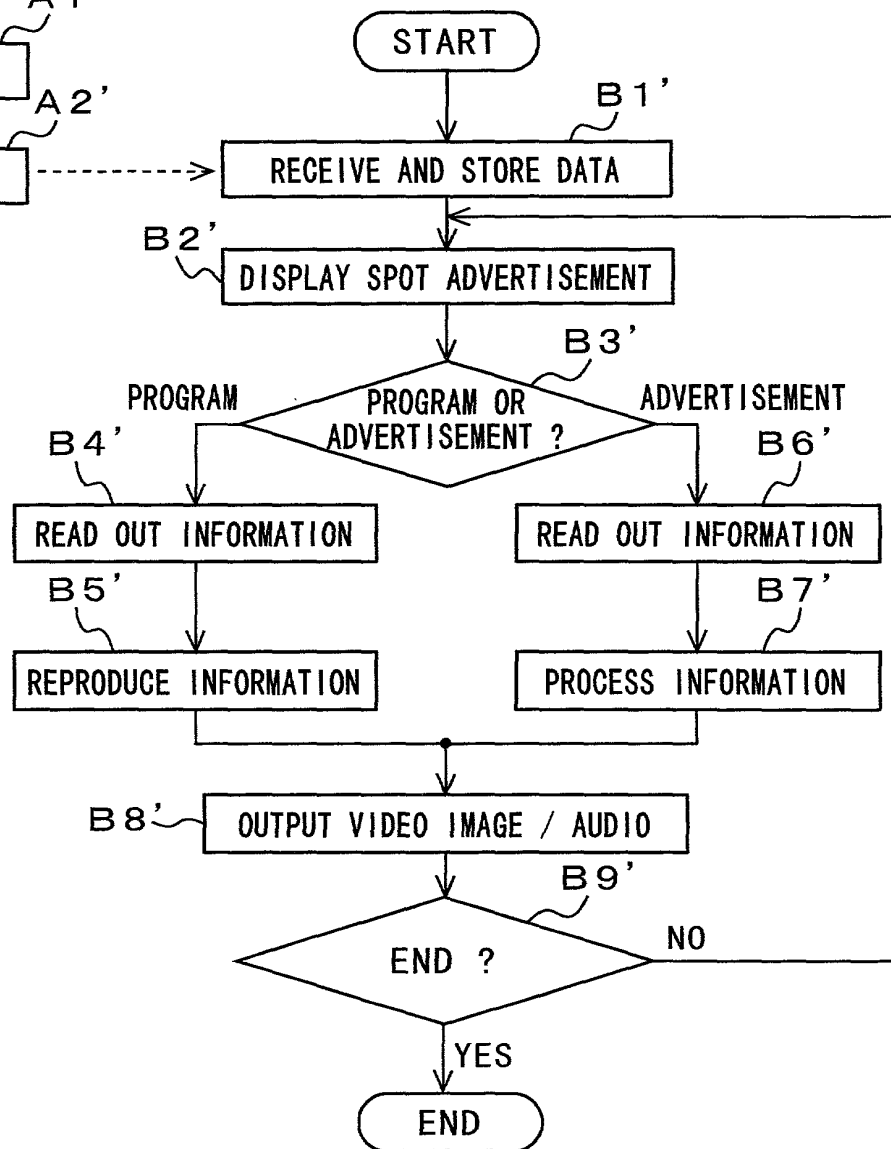 START
A2'
B1'
RECEIVE AND STORE DATA
B2'
DISPLAY SPOT ADVERTISEMENT
B3'
PROGRAM
PROGRAM OR
ADVERTISEMENT ?
ADVERTISEMENT
B4'
B6'
READ OUT INFORMATION
READ OUT INFORMATION
B5'
B7'
REPRODUCE INFORMATION
PROCESS INFORMATION
B8'
OUTPUT VIDEO IMAGE / AUDIO
B9'
END ?
NO
YES
END